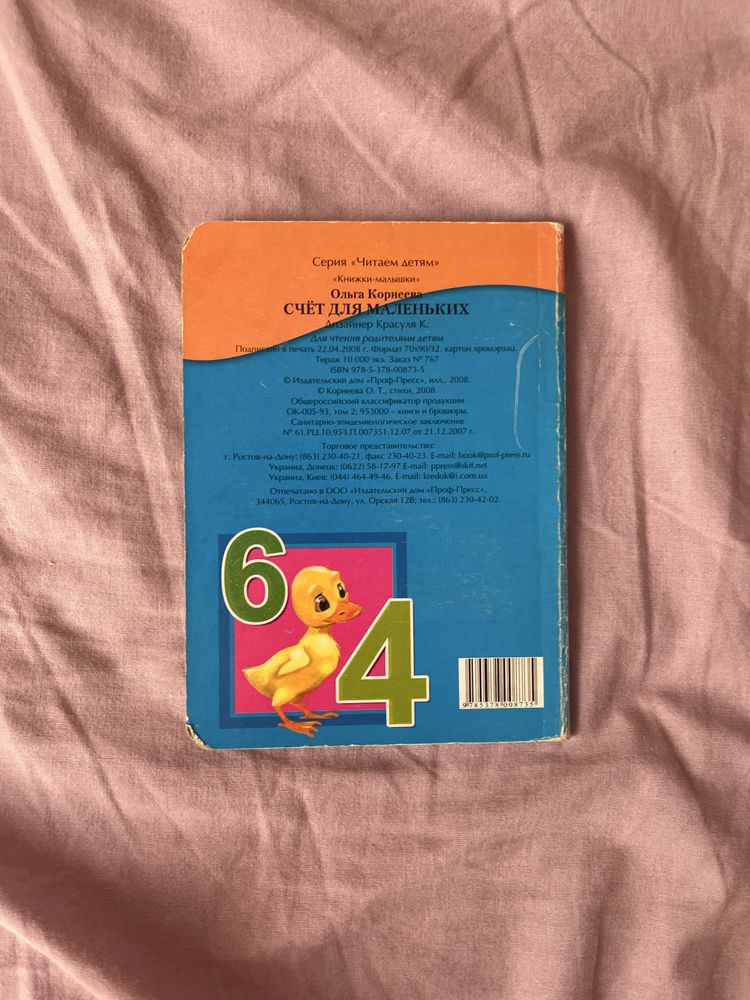 Серия «Читаем детям»
«Книжки-малышки»
Ольга Корнеева
СЧЁТ ДЛЯ МАЛЕНЬКИХ
Дизайнер Красуля К.
Для чтения родителями детям
Подписано в печать 22.04.2008 г. Формат 70х90/32, картон хромэрзац.
Тираж 10 000 экз. Заказ № 767
ISBN 978-5-378-00873-5
© Издательский дом «Проф-Пресс», илл., 2008.
© Корнеева О. Т., стихи, 2008.
Общероссийский классификатор продукции
ОК-005-93, том 2; 953000 – книги и брошюры.
Санитарно-эпидемиологическое заключение
№ 61.РЦ.10.953.П.007351.12.07 от 21.12.2007 г.
Торговое представительство:
г. Ростов-на-Дону: (863) 230-40-21, факс 230-40-23. E-mail: book@prof-press.ru
Украина, Донецк: (0622) 58-17-97 E-mail: ppress@skif.net
Украина, Киев: (044) 464-49-46. E-mail: kredok@i.com.ua
Отпечатано в ООО «Издательский дом «Проф-Пресс»,
344065, Ростов-на-Дону, ул. Орская 12В; тел.: (863) 230-42-02.
6
4
9 785378 008735